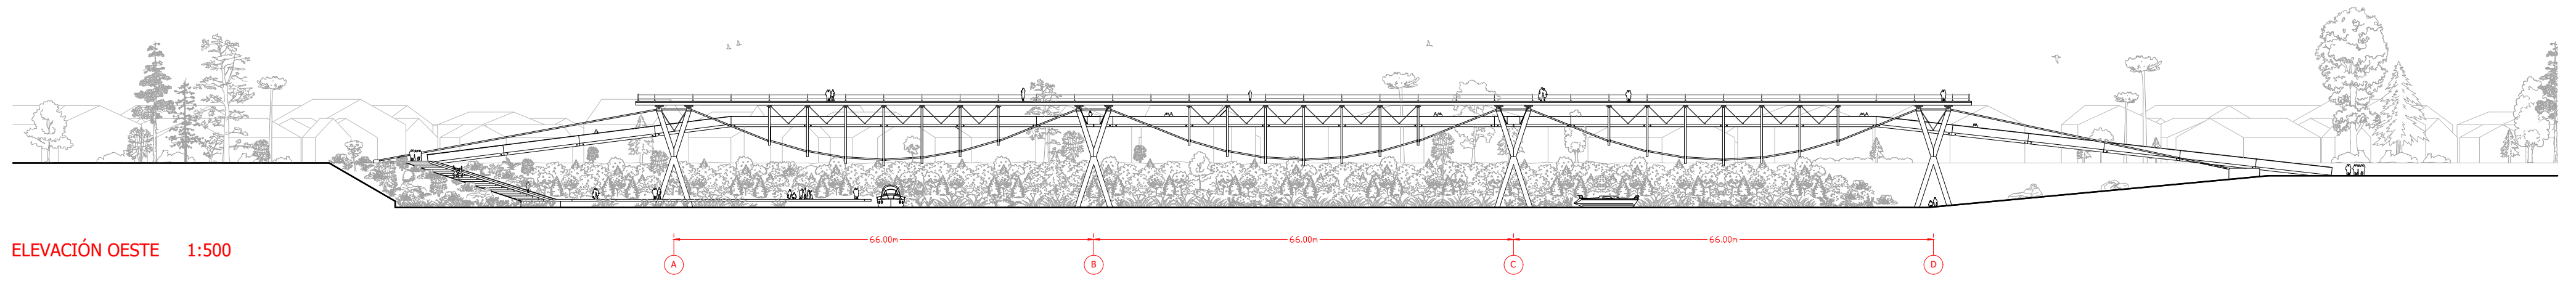 66.00m 66.00m 66.00m
ELEVACIÓN OESTE 1:500
A B C D